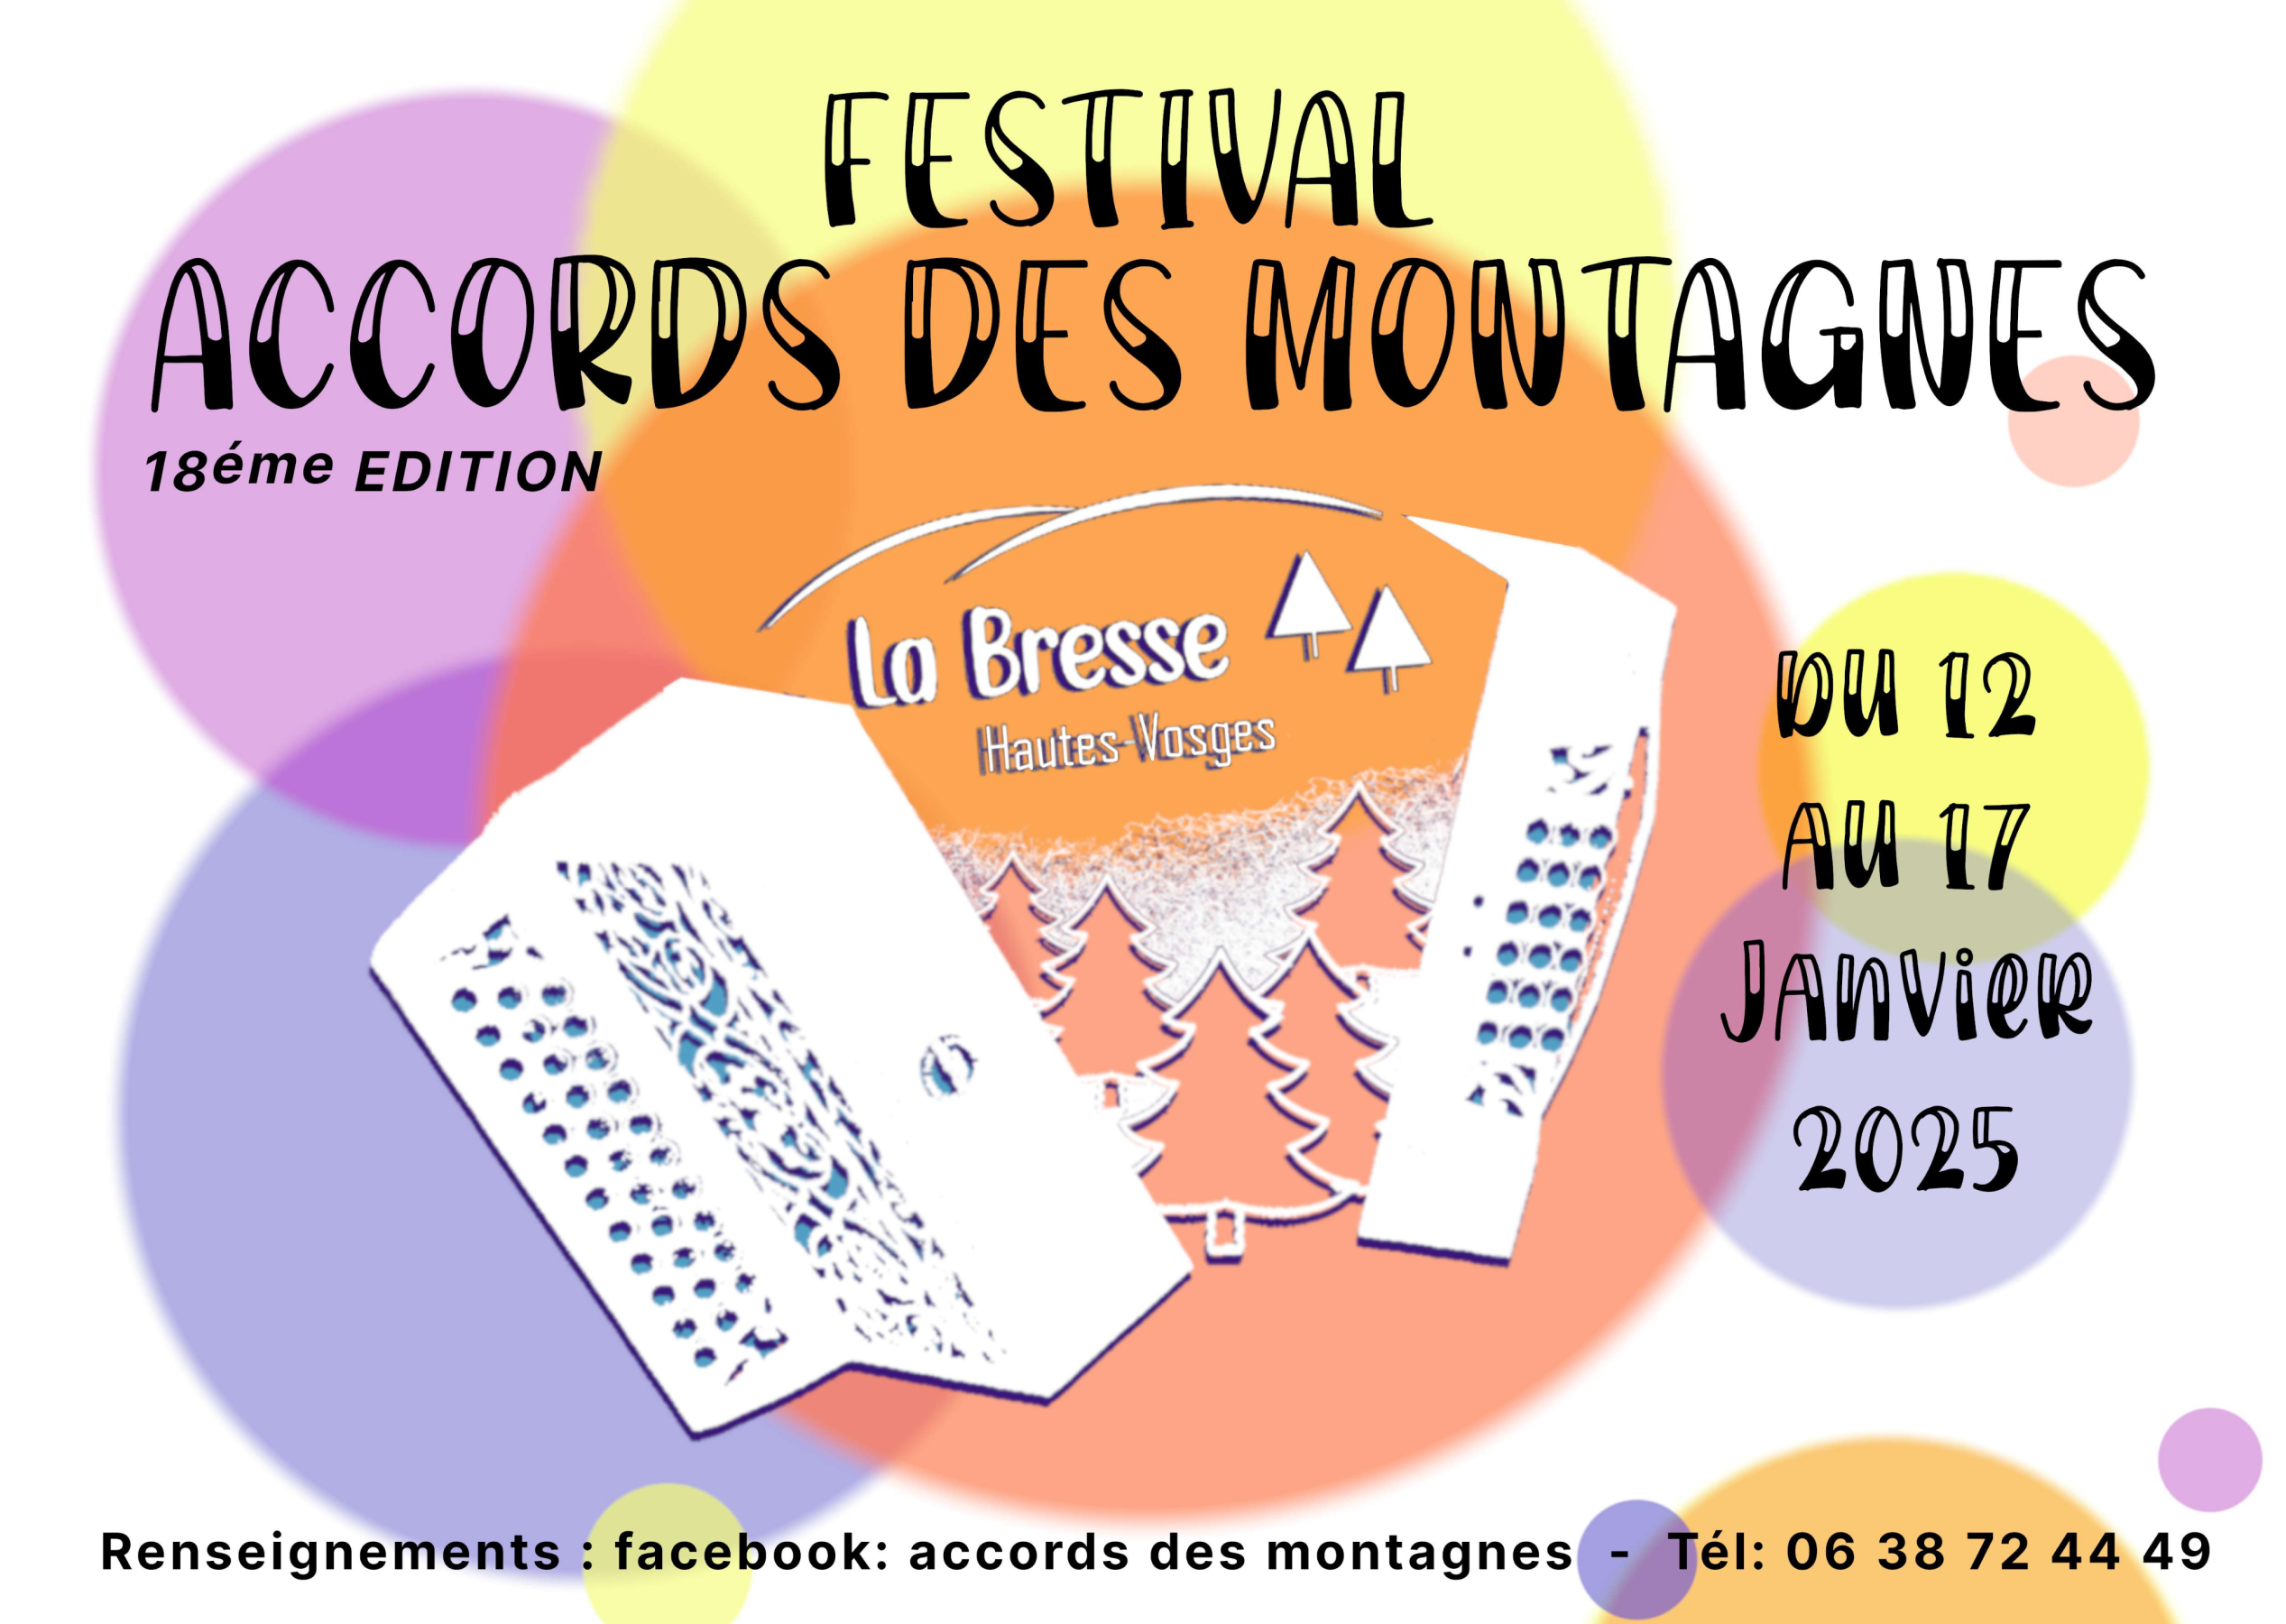 FESTIVAL
ACCORDS DES MONTAGNES
18éme EDITION
La Bresse
Hautes-Vosges
DU 12
AU 17
JANVIER
2025
Renseignements : facebook: accords des montagnes - Tél: 06 38 72 44 49